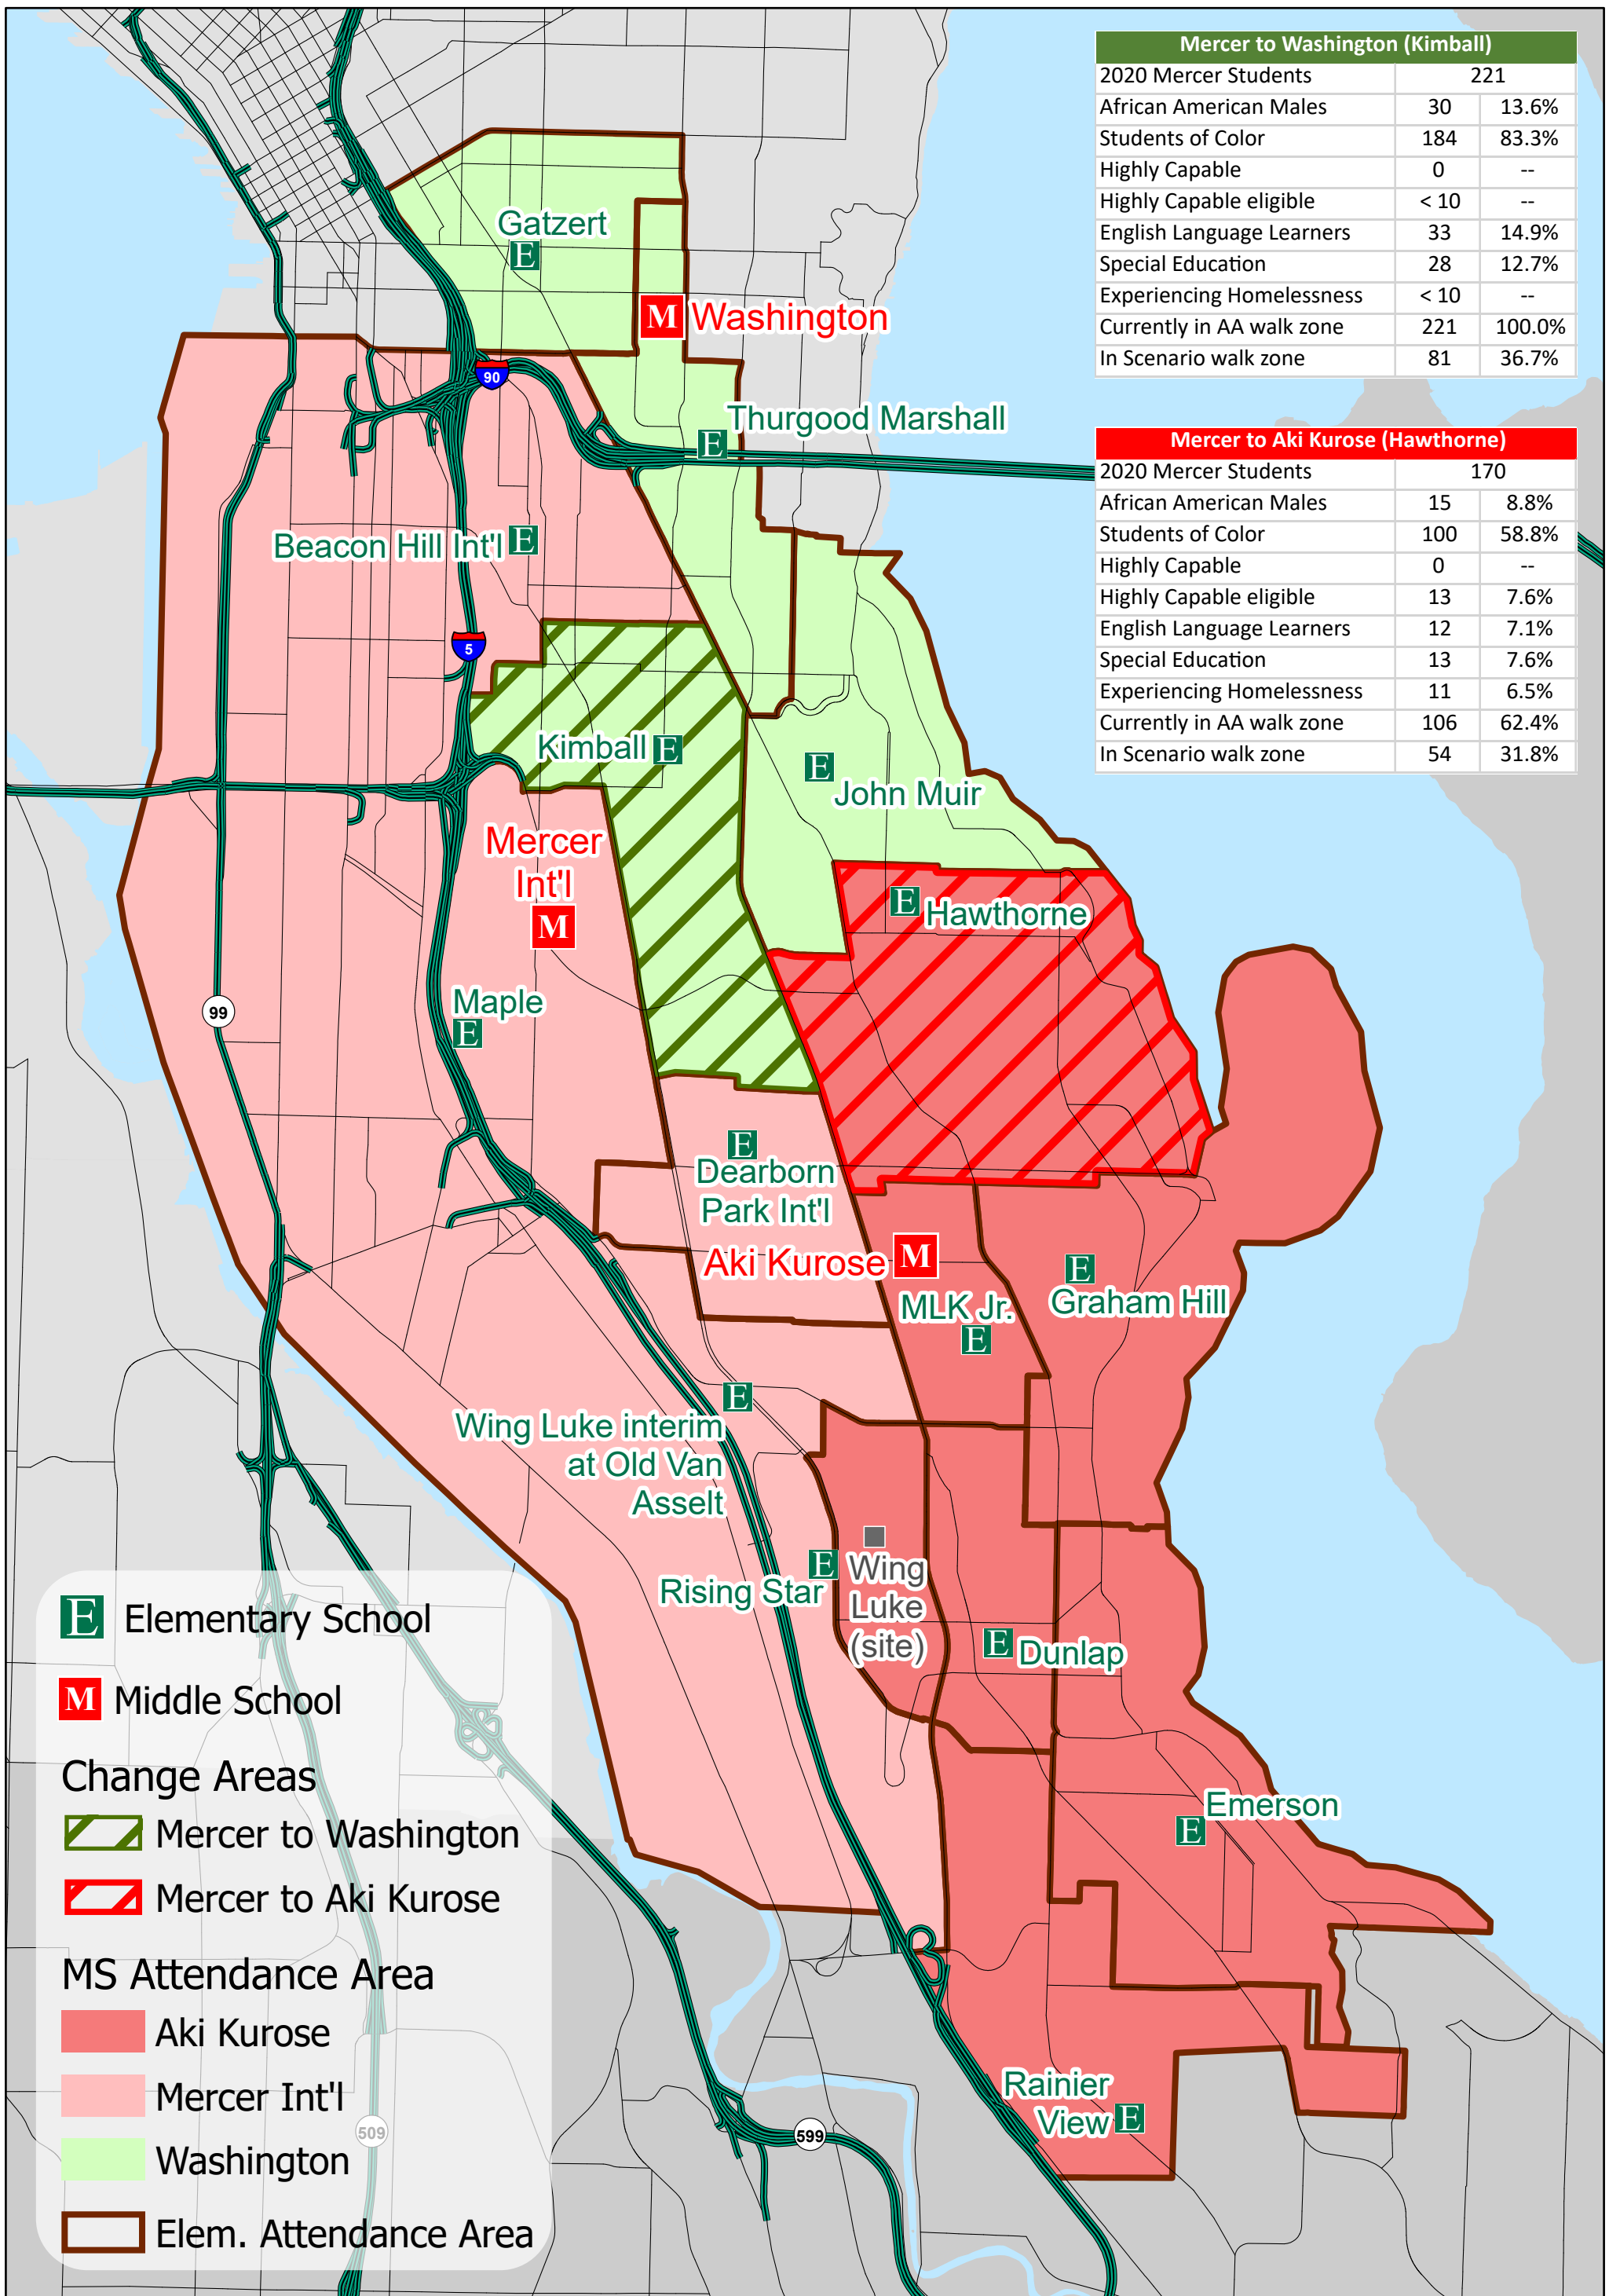 Mercer to Washington (Kimball)
2020 Mercer Students 221
African American Males 30 13.6%
Students of Color 184 83.3%
Highly Capable 0 --
Highly Capable eligible < 10 --
English Language Learners 33 14.9%
Special Education 28 12.7%
Experiencing Homelessness < 10 --
Currently in AA walk zone 221 100.0%
In Scenario walk zone 81 36.7%
Mercer to Aki Kurose (Hawthorne)
2020 Mercer Students 170
African American Males 15 8.8%
Students of Color 100 58.8%
Highly Capable 0 --
Highly Capable eligible 13 7.6%
English Language Learners 12 7.1%
Special Education 13 7.6%
Experiencing Homelessness 11 6.5%
Currently in AA walk zone 106 62.4%
In Scenario walk zone 54 31.8%
Gatzert
E
M Washington
90
Thurgood Marshall
E
Beacon Hill Int'l E
5
Kimball E
E
John Muir
Mercer
Int'l
M
E Hawthorne
Maple
E
99
E
Dearborn
Park Int'l
Aki Kurose M
MLK Jr.
E
E
Graham Hill
E
Wing Luke interim
at Old Van
Asselt
Rising Star E
Wing
Luke
(site)
E Dunlap
Emerson
E
Rainier
View E
599
509
E Elementary School
M Middle School
Change Areas
Mercer to Washington
Mercer to Aki Kurose
MS Attendance Area
Aki Kurose
Mercer Int'l
Washington
Elem. Attendance Area